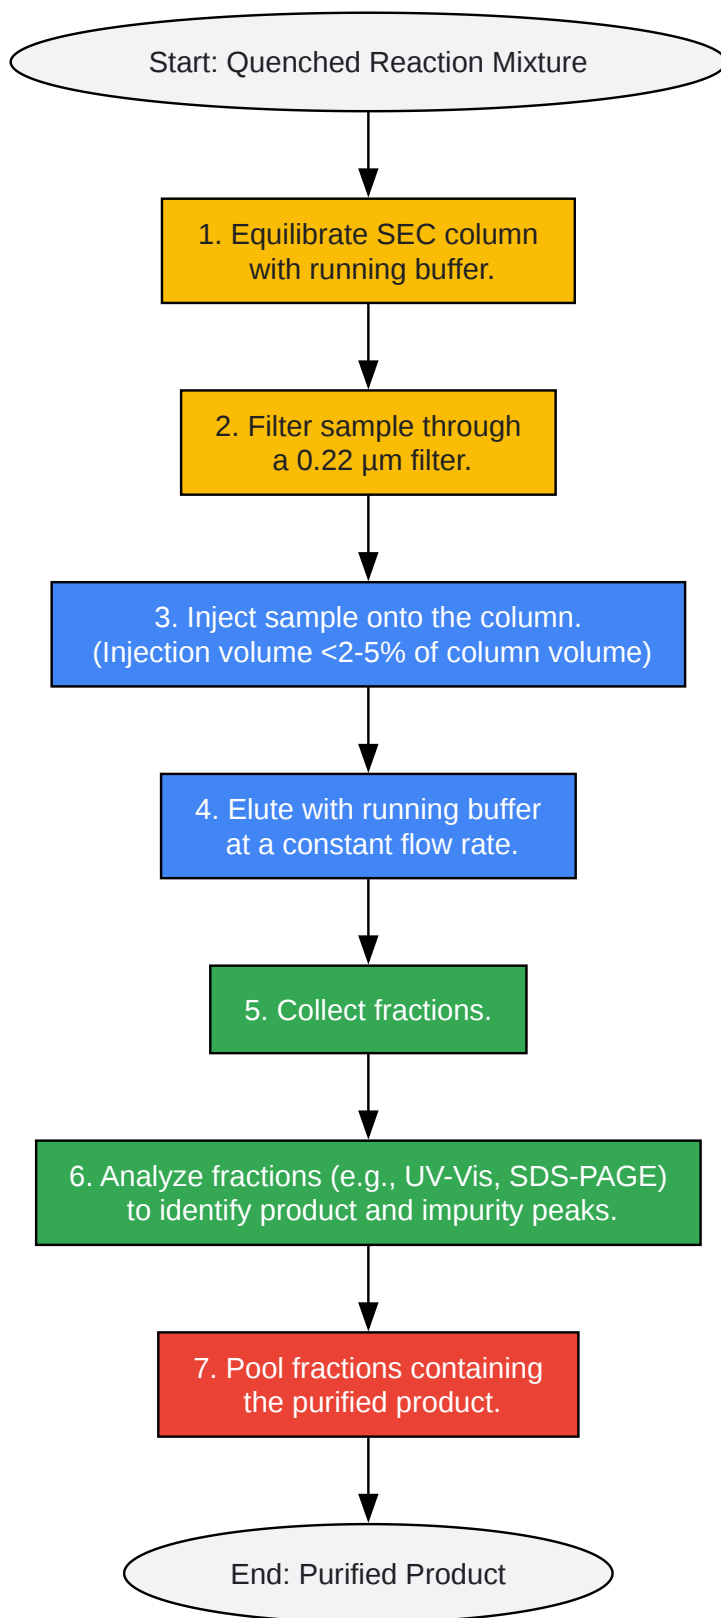 Start: Quenched Reaction Mixture
1. Equilibrate SEC column
with running buffer.
2. Filter sample through
a 0.22 µm filter.
3. Inject sample onto the column.
(Injection volume <2-5% of column volume)
4. Elute with running buffer
at a constant flow rate.
5. Collect fractions.
6. Analyze fractions (e.g., UV-Vis, SDS-PAGE)
to identify product and impurity peaks.
7. Pool fractions containing
the purified product.
End: Purified Product